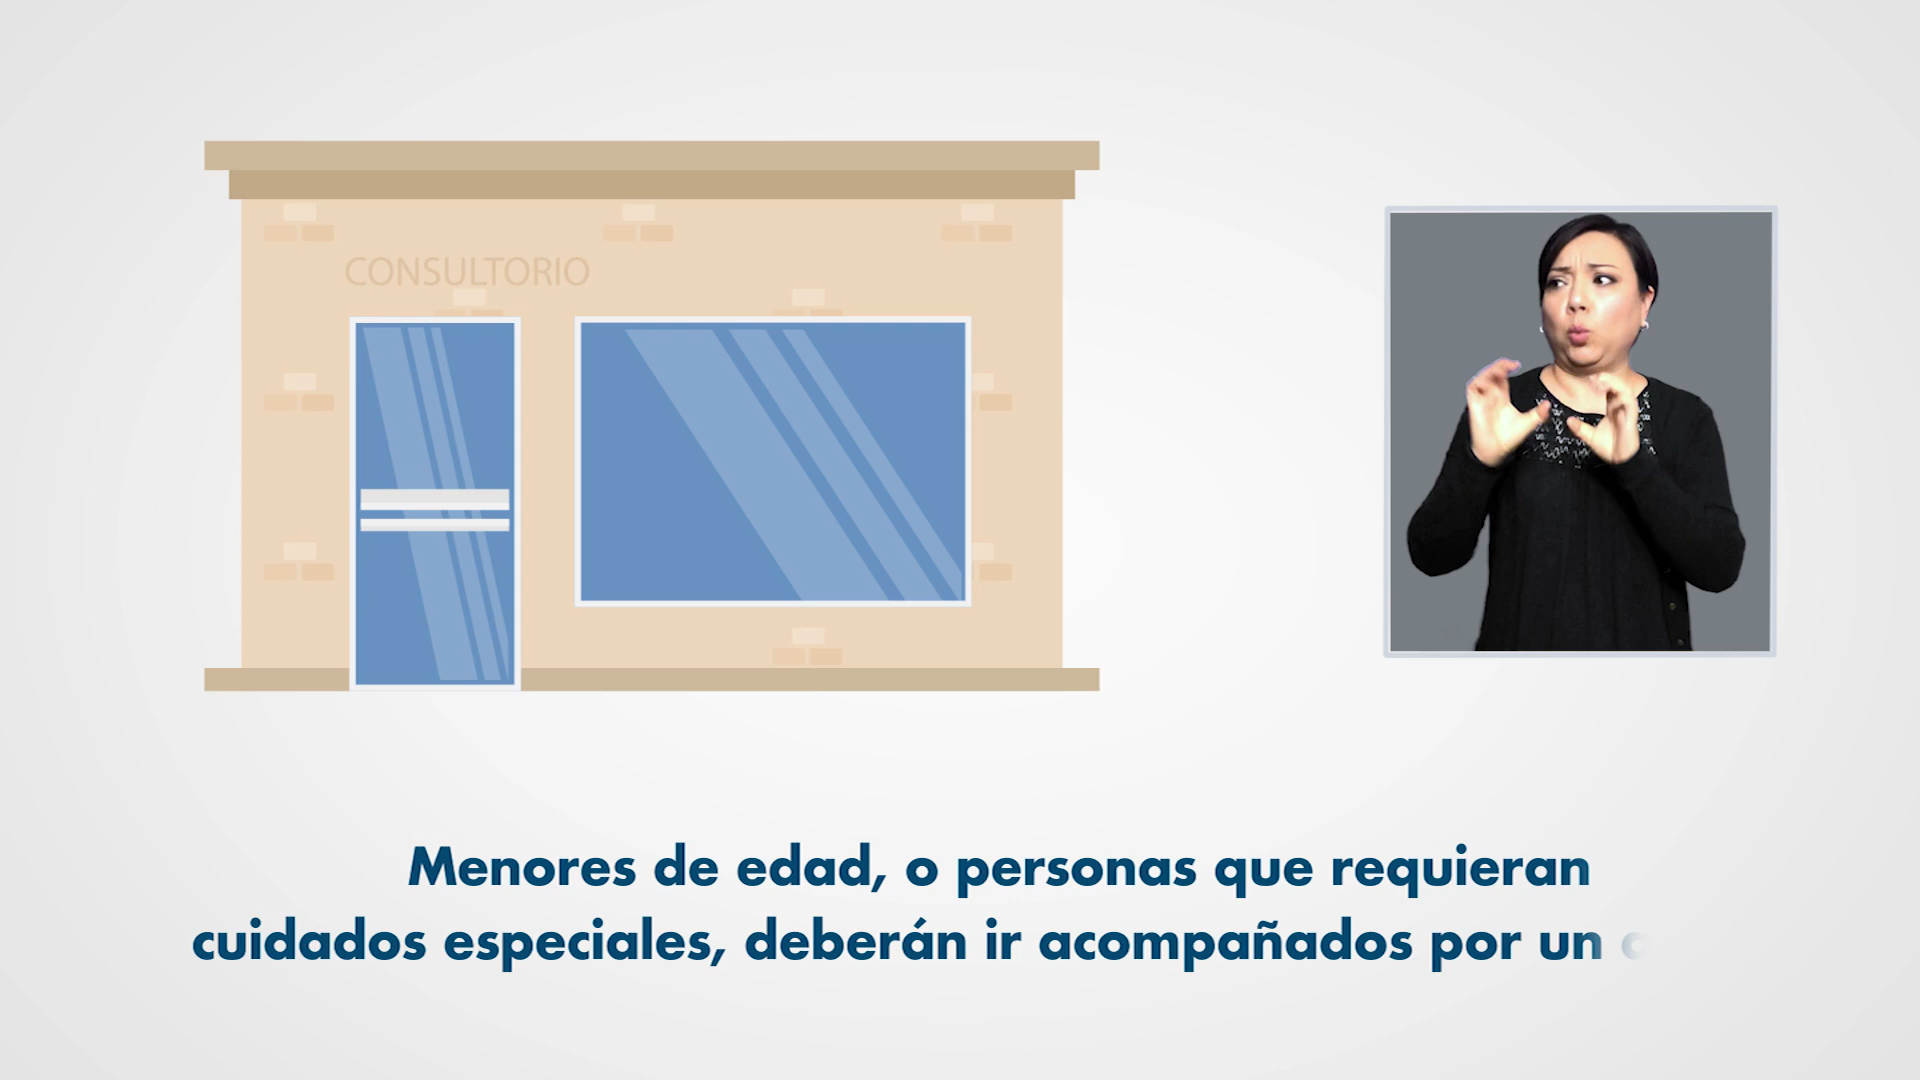 CONSULTORIO
Menores de edad, o personas que requieran
cuidados especiales, deberán ir acompañados por un